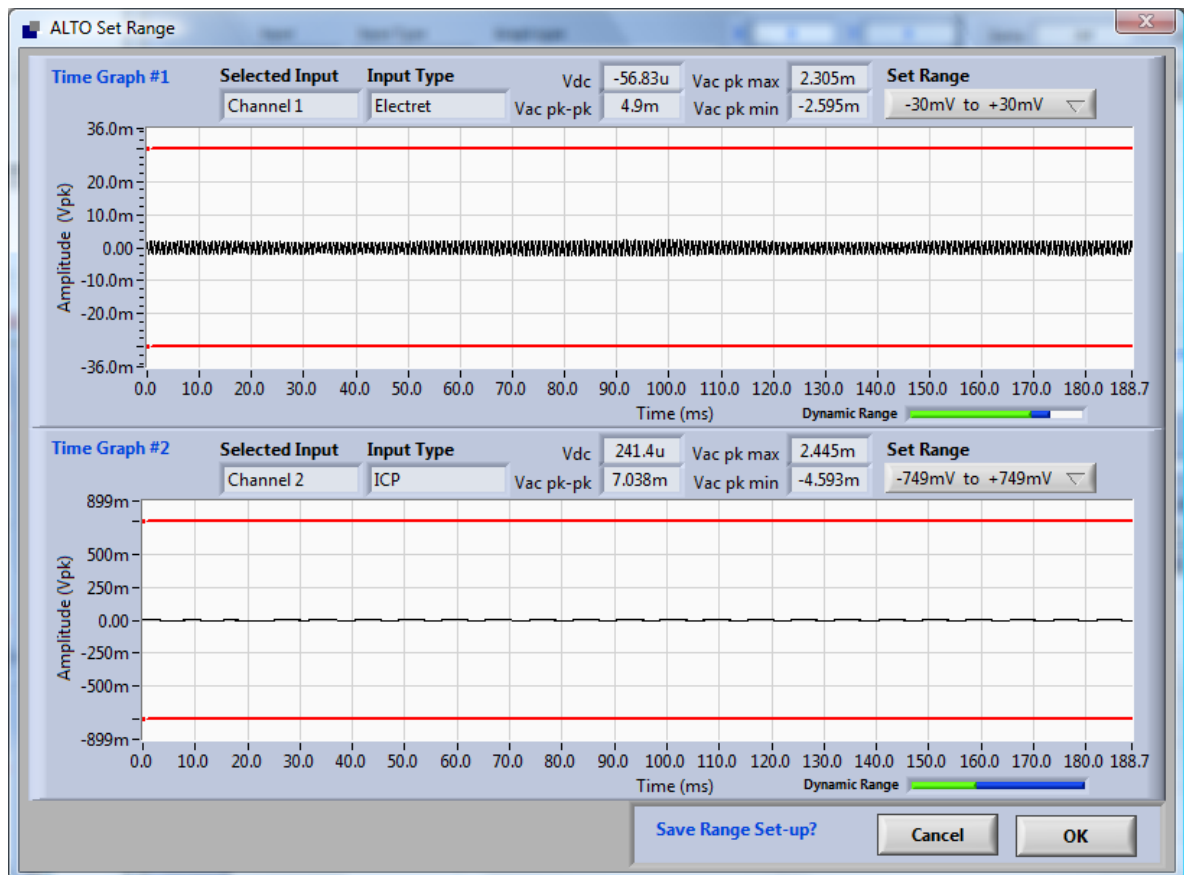 ALTO Set Range
Time Graph #1 Selected Input Input Type Vdc -56.83u Vac pk max 2.305m Set Range
Channel 1 Electret Vac pk-pk 4.9m Vac pk min -2.595m -30mV to +30mV
36.0m
20.0m
10.0m
0.00
-10.0m
-20.0m
-36.0m
Amplitude (Vpk)
0.0 10.0 20.0 30.0 40.0 50.0 60.0 70.0 80.0 90.0 100.0 110.0 120.0 130.0 140.0 150.0 160.0 170.0 180.0 188.7
Time (ms) Dynamic Range
Time Graph #2 Selected Input Input Type Vdc 241.4u Vac pk max 2.445m Set Range
Channel 2 ICP Vac pk-pk 7.038m Vac pk min -4.593m -749mV to +749mV
899m
500m
250m
0.00
-250m
-500m
-899m
Amplitude (Vpk)
0.0 10.0 20.0 30.0 40.0 50.0 60.0 70.0 80.0 90.0 100.0 110.0 120.0 130.0 140.0 150.0 160.0 170.0 180.0 188.7
Time (ms) Dynamic Range
Save Range Set-up? Cancel OK